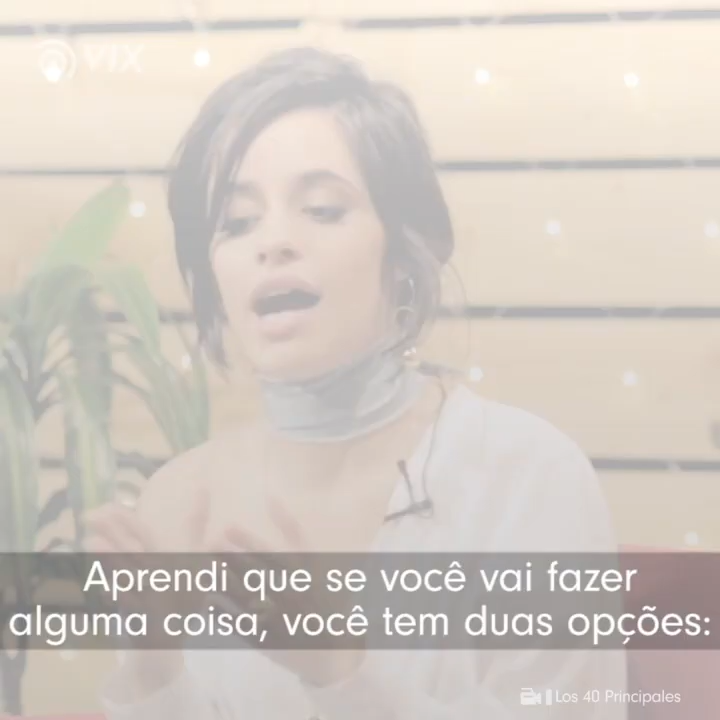 VIX
Aprendi que se você vai fazer
alguma coisa, você tem duas opções:
Los 40 Principales